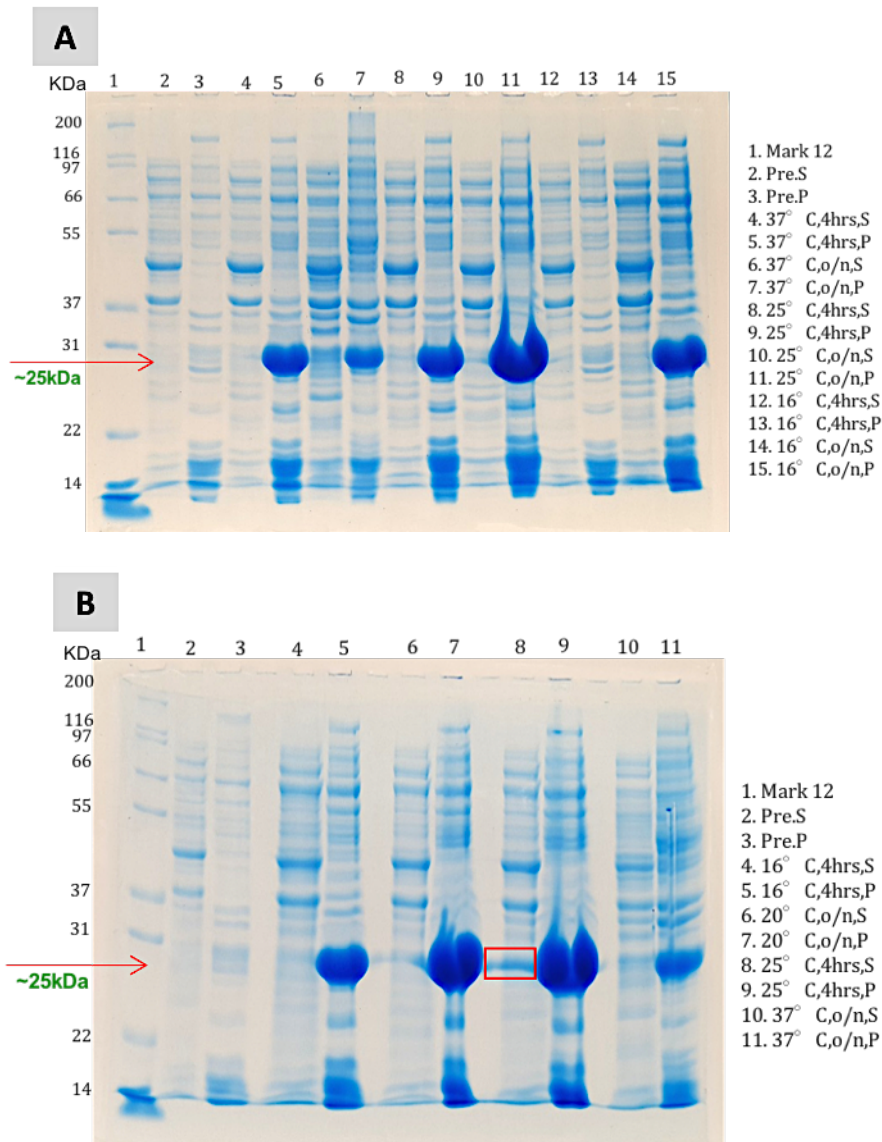 A
KDa 1 2 3 4 5 6 7 8 9 10 11 12 13 14 15
200
116
97
66
55
37
31
~25kDa
22
14
1. Mark 12
2. Pre.S
3. Pre.P
4. 37° C,4hrs,S
5. 37° C,4hrs,P
6. 37° C,o/n,S
7. 37° C,o/n,P
8. 25° C,4hrs,S
9. 25° C,4hrs,P
10. 25° C,o/n,S
11. 25° C,o/n,P
12. 16° C,4hrs,S
13. 16° C,4hrs,P
14. 16° C,o/n,S
15. 16° C,o/n,P
B
KDa 1 2 3 4 5 6 7 8 9 10 11
200
116
97
66
55
37
31
~25kDa
22
14
1. Mark 12
2. Pre.S
3. Pre.P
4. 16° C,4hrs,S
5. 16° C,4hrs,P
6. 20° C,o/n,S
7. 20° C,o/n,P
8. 25° C,4hrs,S
9. 25° C,4hrs,P
10. 37° C,o/n,S
11. 37° C,o/n,P